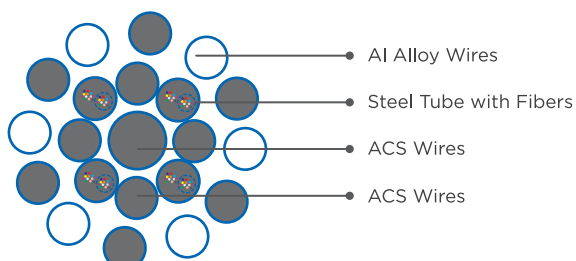 Al Alloy Wires
Steel Tube with Fibers
ACS Wires
ACS Wires